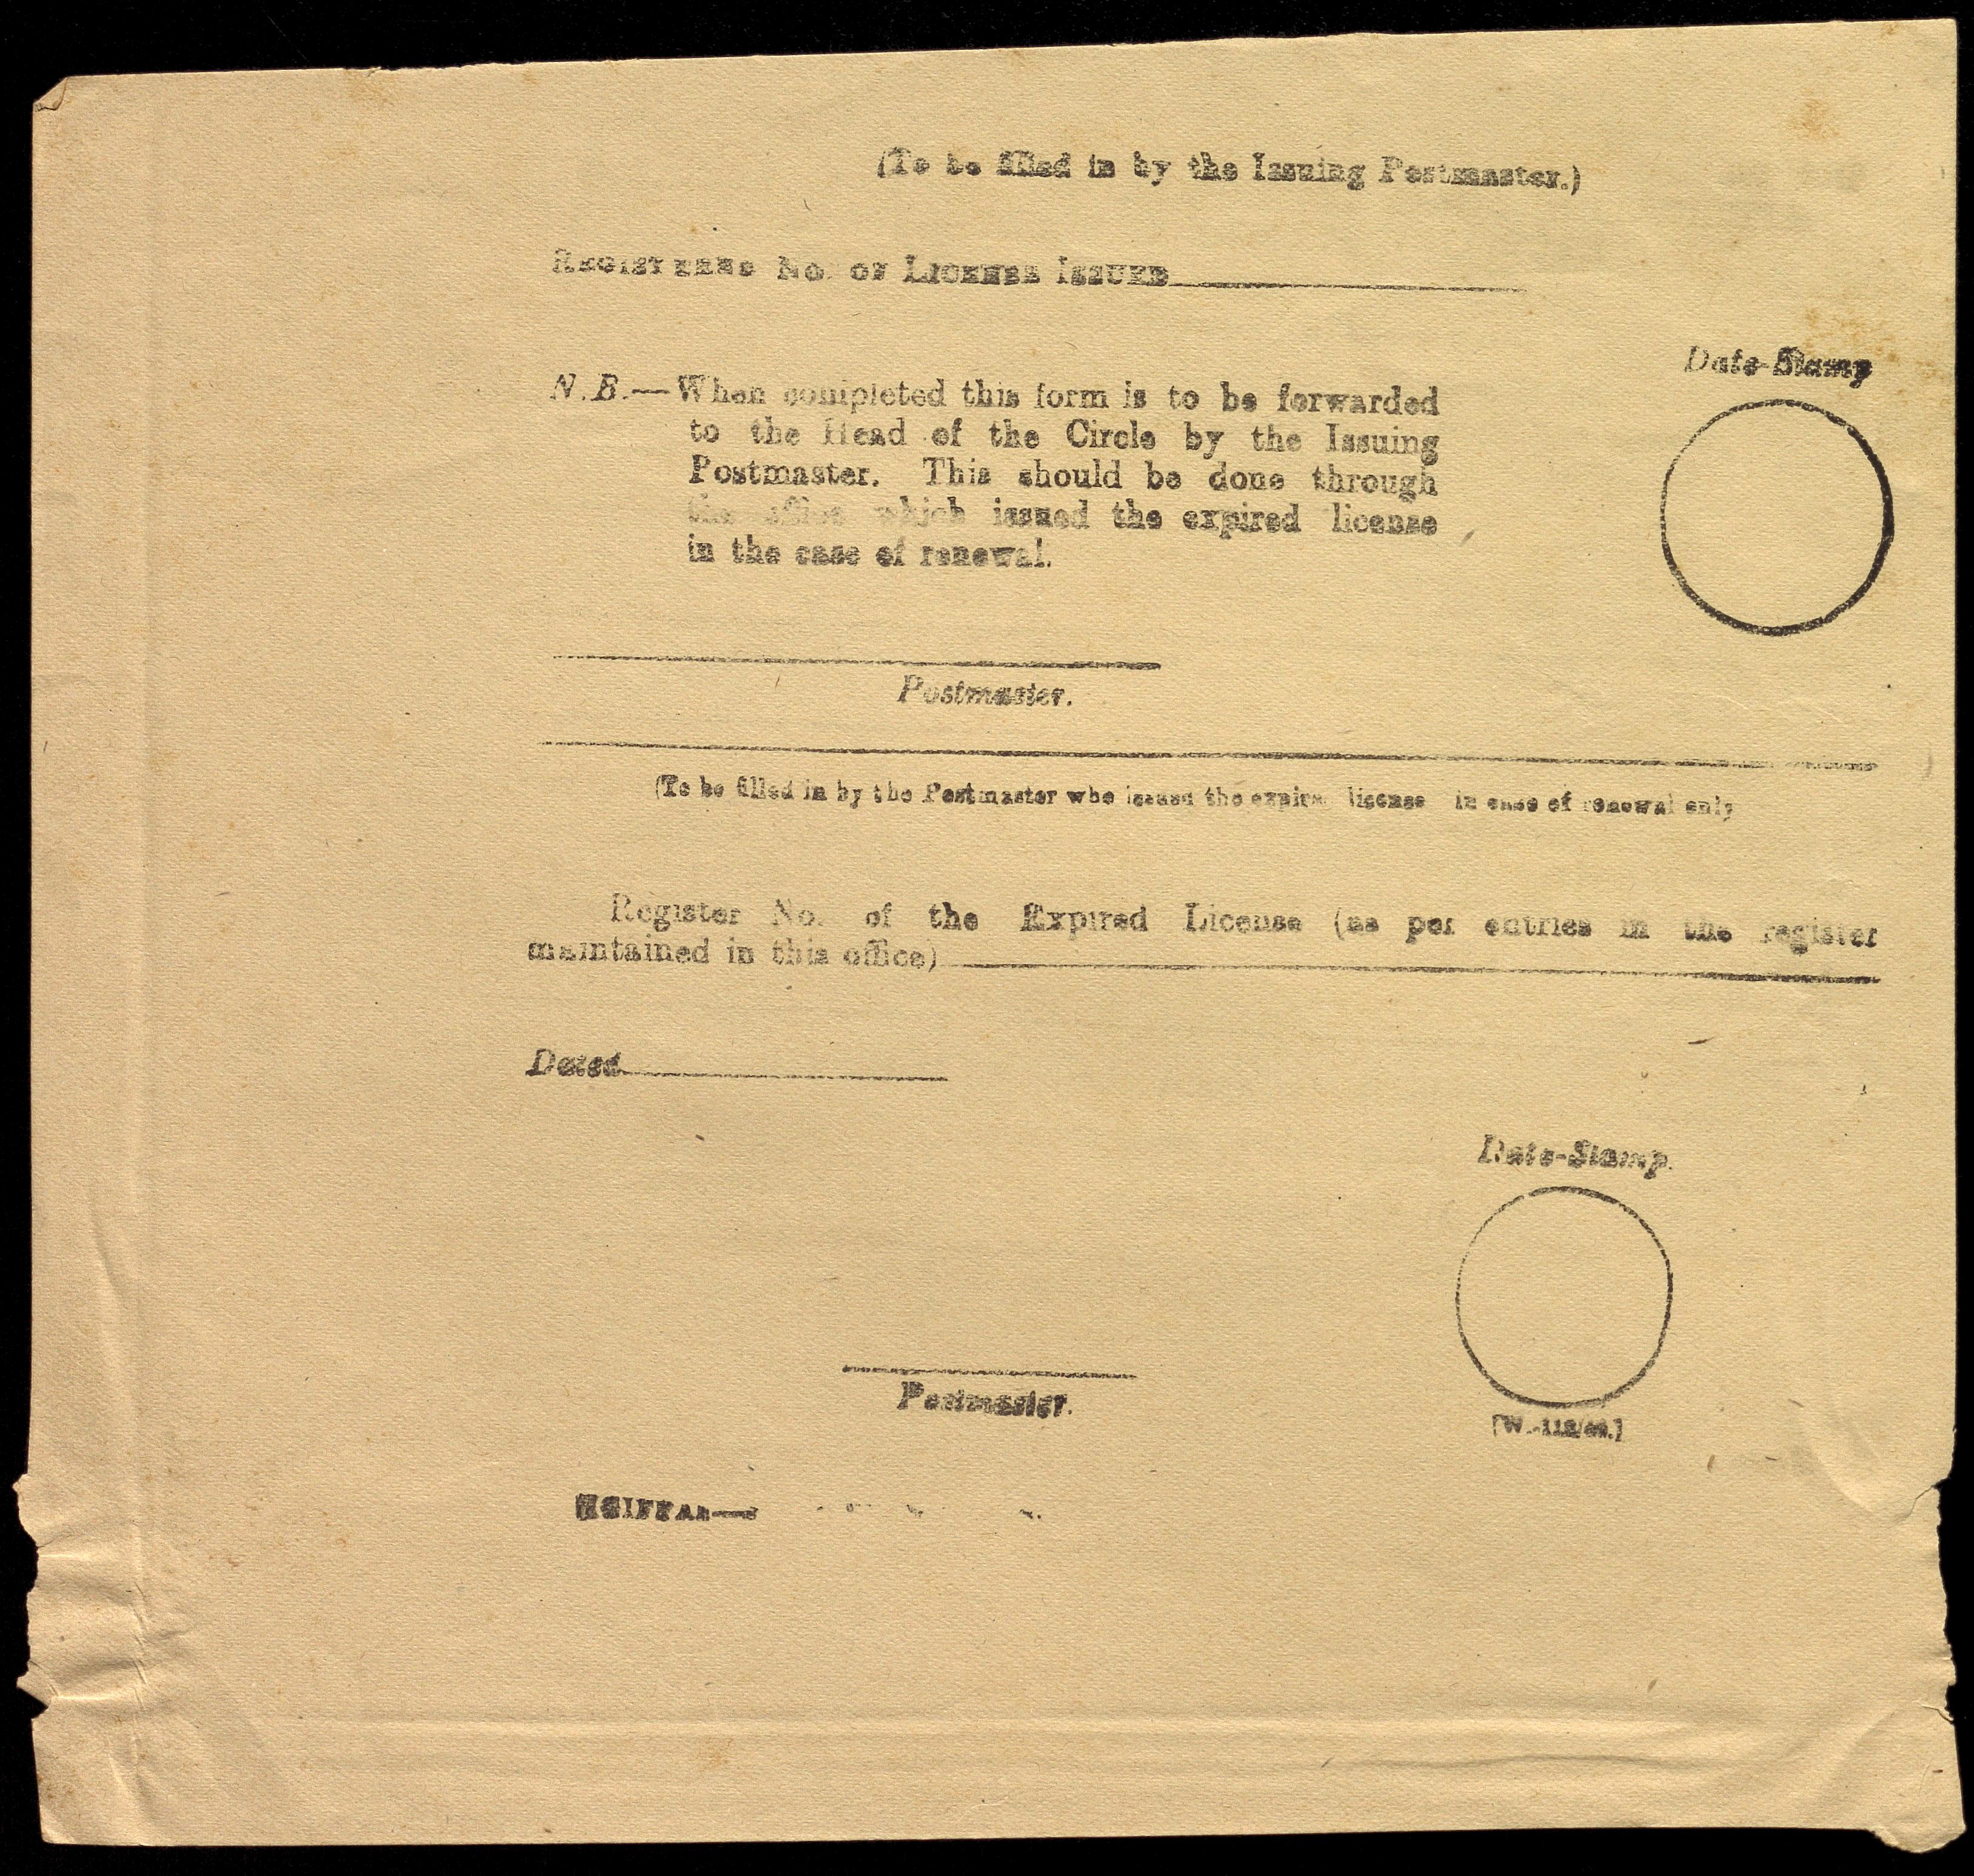 (To be filled in by the Issuing Postmaster.)
REGISTERED No. OF LICENSE ISSUED
Date-Stamp
N.B.—When completed this form is to be forwarded
to the Head of the Circle by the Issuing
Postmaster. This should be done through
the office which issued the expired license
in the case of renewal.
Postmaster.
(To be filled in by the Postmaster who issued the expired license in case of renewal only
Register No. of the Expired License (as per entries in the register
maintained in this office)
Dated
Date-Stamp.
Postmaster.